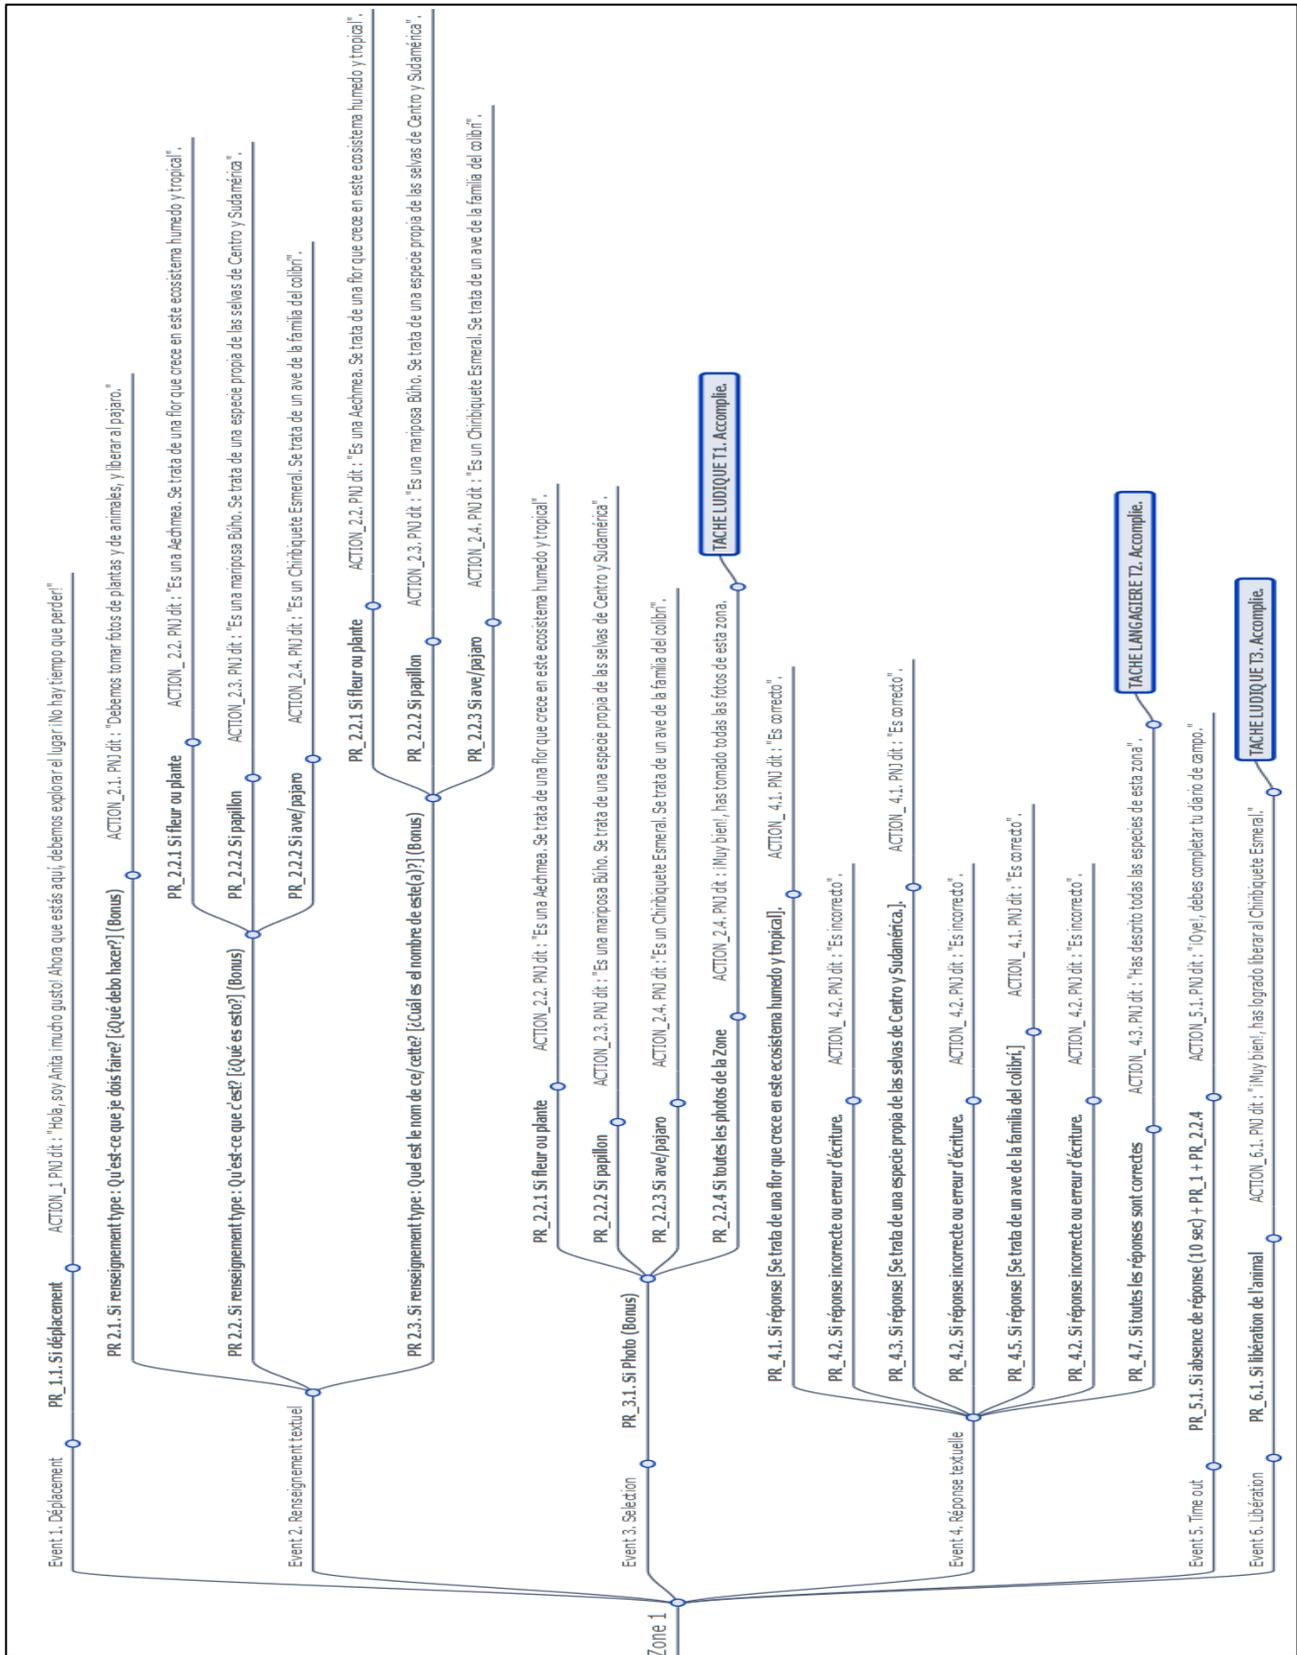 Zone 1
Event 1. Déplacement
PR_1.1. Si déplacement
ACTION_1 PNJ dit : "Hola, soy Anita ¡mucho gusto! Ahora que estás aquí, debemos explorar el lugar ¡No hay tiempo que perder!"
Event 2. Renseignement textuel
PR 2.1. Si renseignement type : Qu'est-ce que je dois faire? [¿Qué debo hacer?] (Bonus)
ACTION_2.1. PNJ dit : "Debemos tomar fotos de plantas y de animales, y liberar al pajaro."
PR 2.2. Si renseignement type : Qu'est-ce que c'est? [¿Qué es esto?] (Bonus)
PR_2.2.1 Si fleur ou plante
ACTION_2.2. PNJ dit : "Es una Aechmea. Se trata de una flor que crece en este ecosistema humedo y tropical".
PR_2.2.2 Si papillon
ACTION_2.3. PNJ dit : "Es una mariposa Búho. Se trata de una especie propia de las selvas de Centro y Sudamérica".
PR_2.2.2 Si ave/pajaro
ACTION_2.4. PNJ dit : "Es un Chiribiquete Esmeral. Se trata de un ave de la familia del colibri".
PR 2.3. Si renseignement type : Quel est le nom de ce/cette? [¿Cuál es el nombre de este(a)?] (Bonus)
PR_2.2.1 Si fleur ou plante
ACTION_2.2. PNJ dit : "Es una Aechmea. Se trata de una flor que crece en este ecosistema humedo y tropical".
PR_2.2.2 Si papillon
ACTION_2.3. PNJ dit : "Es una mariposa Búho. Se trata de una especie propia de las selvas de Centro y Sudamérica".
PR_2.2.3 Si ave/pajaro
ACTION_2.4. PNJ dit : "Es un Chiribiquete Esmeral. Se trata de un ave de la familia del colibri".
Event 3. Selection
PR_3.1. Si Photo (Bonus)
PR_2.2.1 Si fleur ou plante
ACTION_2.2. PNJ dit : "Es una Aechmea. Se trata de una flor que crece en este ecosistema humedo y tropical".
PR_2.2.2 Si papillon
ACTION_2.3. PNJ dit : "Es una mariposa Búho. Se trata de una especie propia de las selvas de Centro y Sudamérica".
PR_2.2.3 Si ave/pajaro
ACTION_2.4. PNJ dit : "Es un Chiribiquete Esmeral. Se trata de un ave de la familia del colibri".
PR_2.2.4 Si toutes les photos de la Zone
ACTION_2.4. PNJ dit : ¡Muy bien!, has tomado todas las fotos de esta zona.
TACHE LUDIQUE T1. Accomplie.
Event 4. Réponse textuelle
PR_4.1. Si réponse [Se trata de una flor que crece en este ecosistema humedo y tropical].
ACTION_ 4.1. PNJ dit : "Es correcto".
PR_4.2. Si réponse incorrecte ou erreur d'écriture.
ACTION_ 4.2. PNJ dit : "Es incorrecto".
PR_4.3. Si réponse [Se trata de una especie propia de las selvas de Centro y Sudamérica.].
ACTION_ 4.1. PNJ dit : "Es correcto".
PR_4.2. Si réponse incorrecte ou erreur d'écriture.
ACTION_ 4.2. PNJ dit : "Es incorrecto".
PR_4.5. Si réponse [Se trata de un ave de la familia del colibrí.]
ACTION_ 4.1. PNJ dit : "Es correcto".
PR_4.2. Si réponse incorrecte ou erreur d'écriture.
ACTION_ 4.2. PNJ dit : "Es incorrecto".
PR_4.7. Si toutes les réponses sont correctes
ACTION_ 4.3. PNJ dit : "Has descrito todas las especies de esta zona".
TACHE LANGAGIERE T2. Accomplie.
Event 5. Time out
PR_5.1. Si absence de réponse (10 sec) + PR_1 + PR_2.2.4
ACTION_5.1. PNJ dit : "¡Oye!, debes completar tu diario de campo."
Event 6. Libération
PR_6.1. Si libération de l'animal
ACTION_6.1. PNJ dit : "¡Muy bien!, has logrado liberar al Chiribiquete Esmeral."
TACHE LUDIQUE T3. Accomplie.